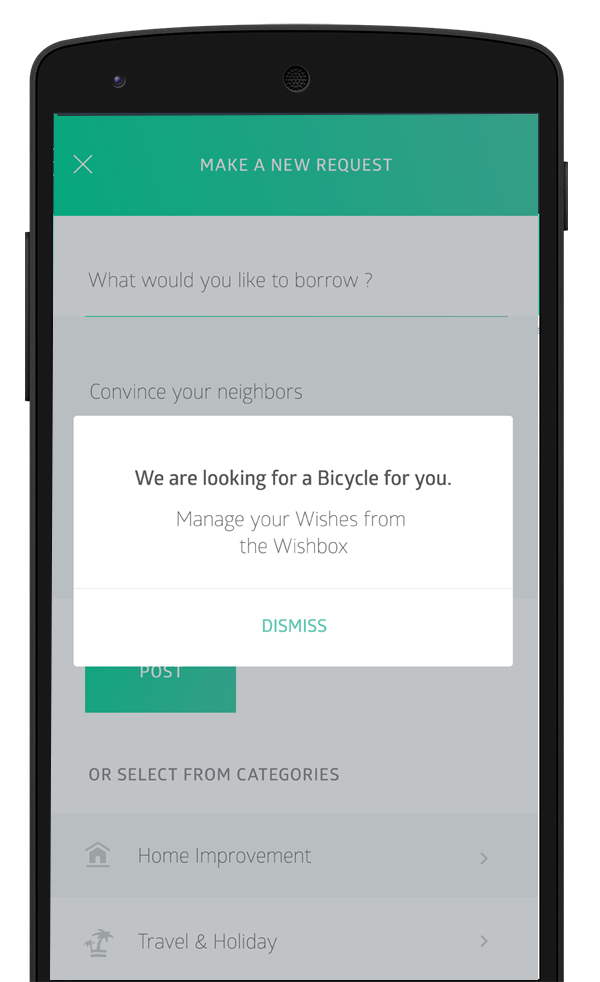 MAKE A NEW REQUEST
What would you like to borrow ?
Convince your neighbors
We are looking for a Bicycle for you.
Manage your Wishes from
the Wishbox
DISMISS
POST
OR SELECT FROM CATEGORIES
Home Improvement
Travel & Holiday